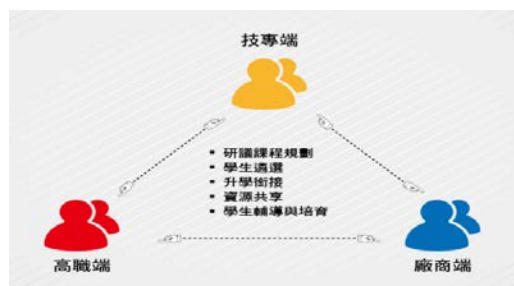 技專端
▪ 研議課程規劃
▪ 學生遴選
▪ 升學銜接
▪ 資源共享
▪ 學生輔導與培育
高職端
廠商端